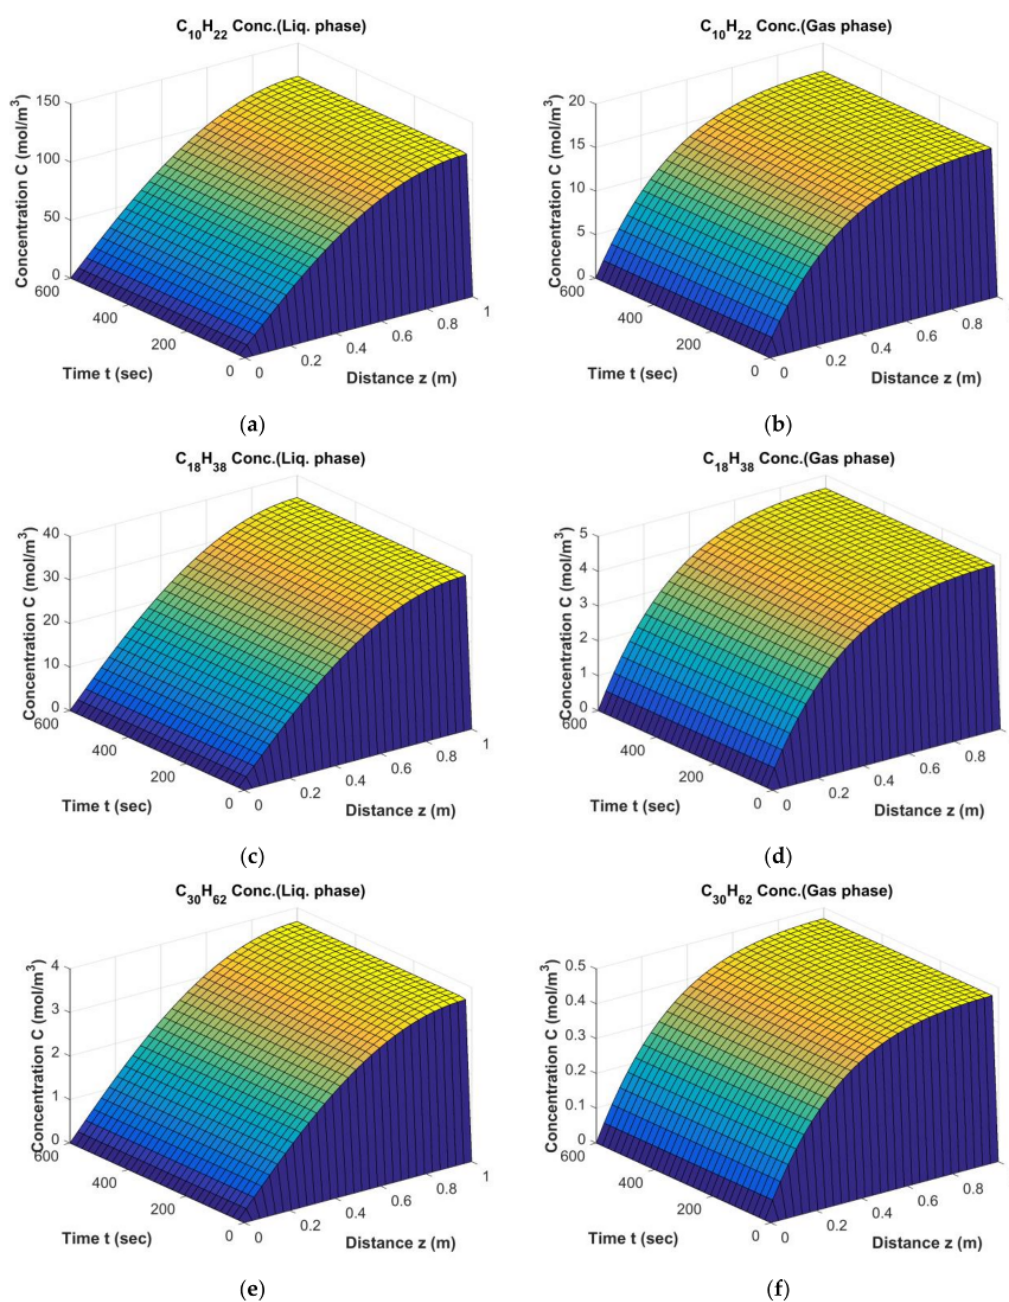 C10H22 Conc.(Liq. phase)
Concentration C (mol/m3)
150
100
50
0
600
400
200
0
0
0.2
0.4
0.6
0.8
1
Time t (sec)
Distance z (m)
(a)
C10H22 Conc.(Gas phase)
Concentration C (mol/m3)
20
15
10
5
0
600
400
200
0
0
0.2
0.4
0.6
0.8
Time t (sec)
Distance z (m)
(b)
C18H38 Conc.(Liq. phase)
Concentration C (mol/m3)
40
30
20
10
0
600
400
200
0
0
0.2
0.4
0.6
0.8
1
Time t (sec)
Distance z (m)
(c)
C18H38 Conc.(Gas phase)
Concentration C (mol/m3)
5
4
3
2
1
0
600
400
200
0
0
0.2
0.4
0.6
0.8
Time t (sec)
Distance z (m)
(d)
C30H62 Conc.(Liq. phase)
Concentration C (mol/m3)
4
3
2
1
0
600
400
200
0
0
0.2
0.4
0.6
0.8
1
Time t (sec)
Distance z (m)
(e)
C30H62 Conc.(Gas phase)
Concentration C (mol/m3)
0.5
0.4
0.3
0.2
0.1
0
600
400
200
0
0
0.2
0.4
0.6
0.8
Time t (sec)
Distance z (m)
(f)